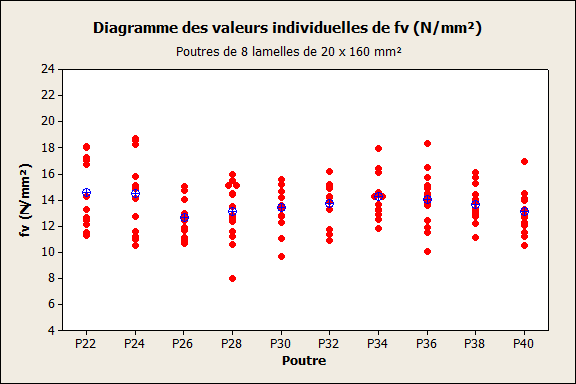 Diagramme des valeurs individuelles de fv (N/mm²)
Poutres de 8 lamelles de 20 x 160 mm²
24
22
20
18
16
14
12
10
8
6
4
fv (N/mm²)
P22 P24 P26 P28 P30 P32 P34 P36 P38 P40
Poutre